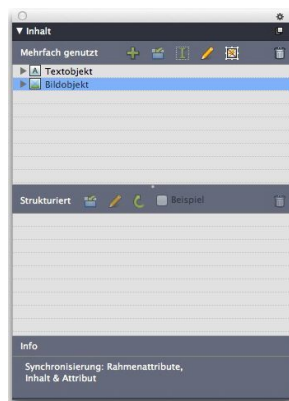 Inhalt
Mehrfach genutzt
Textobjekt
Bildobjekt
Strukturiert Beispiel
Info
Synchronisierung: Rahmenattribute,
Inhalt & Attribut